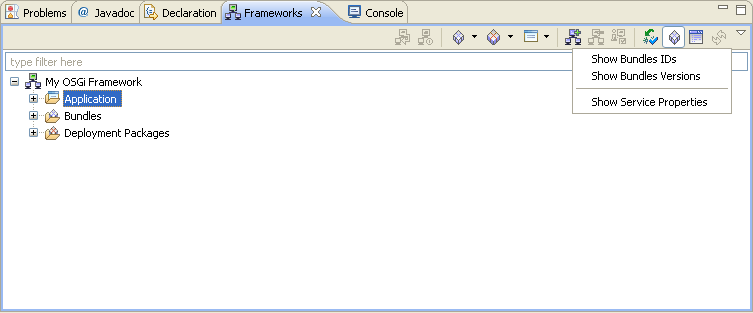 Problems @ Javadoc Declaration Frameworks Console
type filter here
Show Bundles IDs
Show Bundles Versions
Show Service Properties
My OSGi Framework
Application
Bundles
Deployment Packages